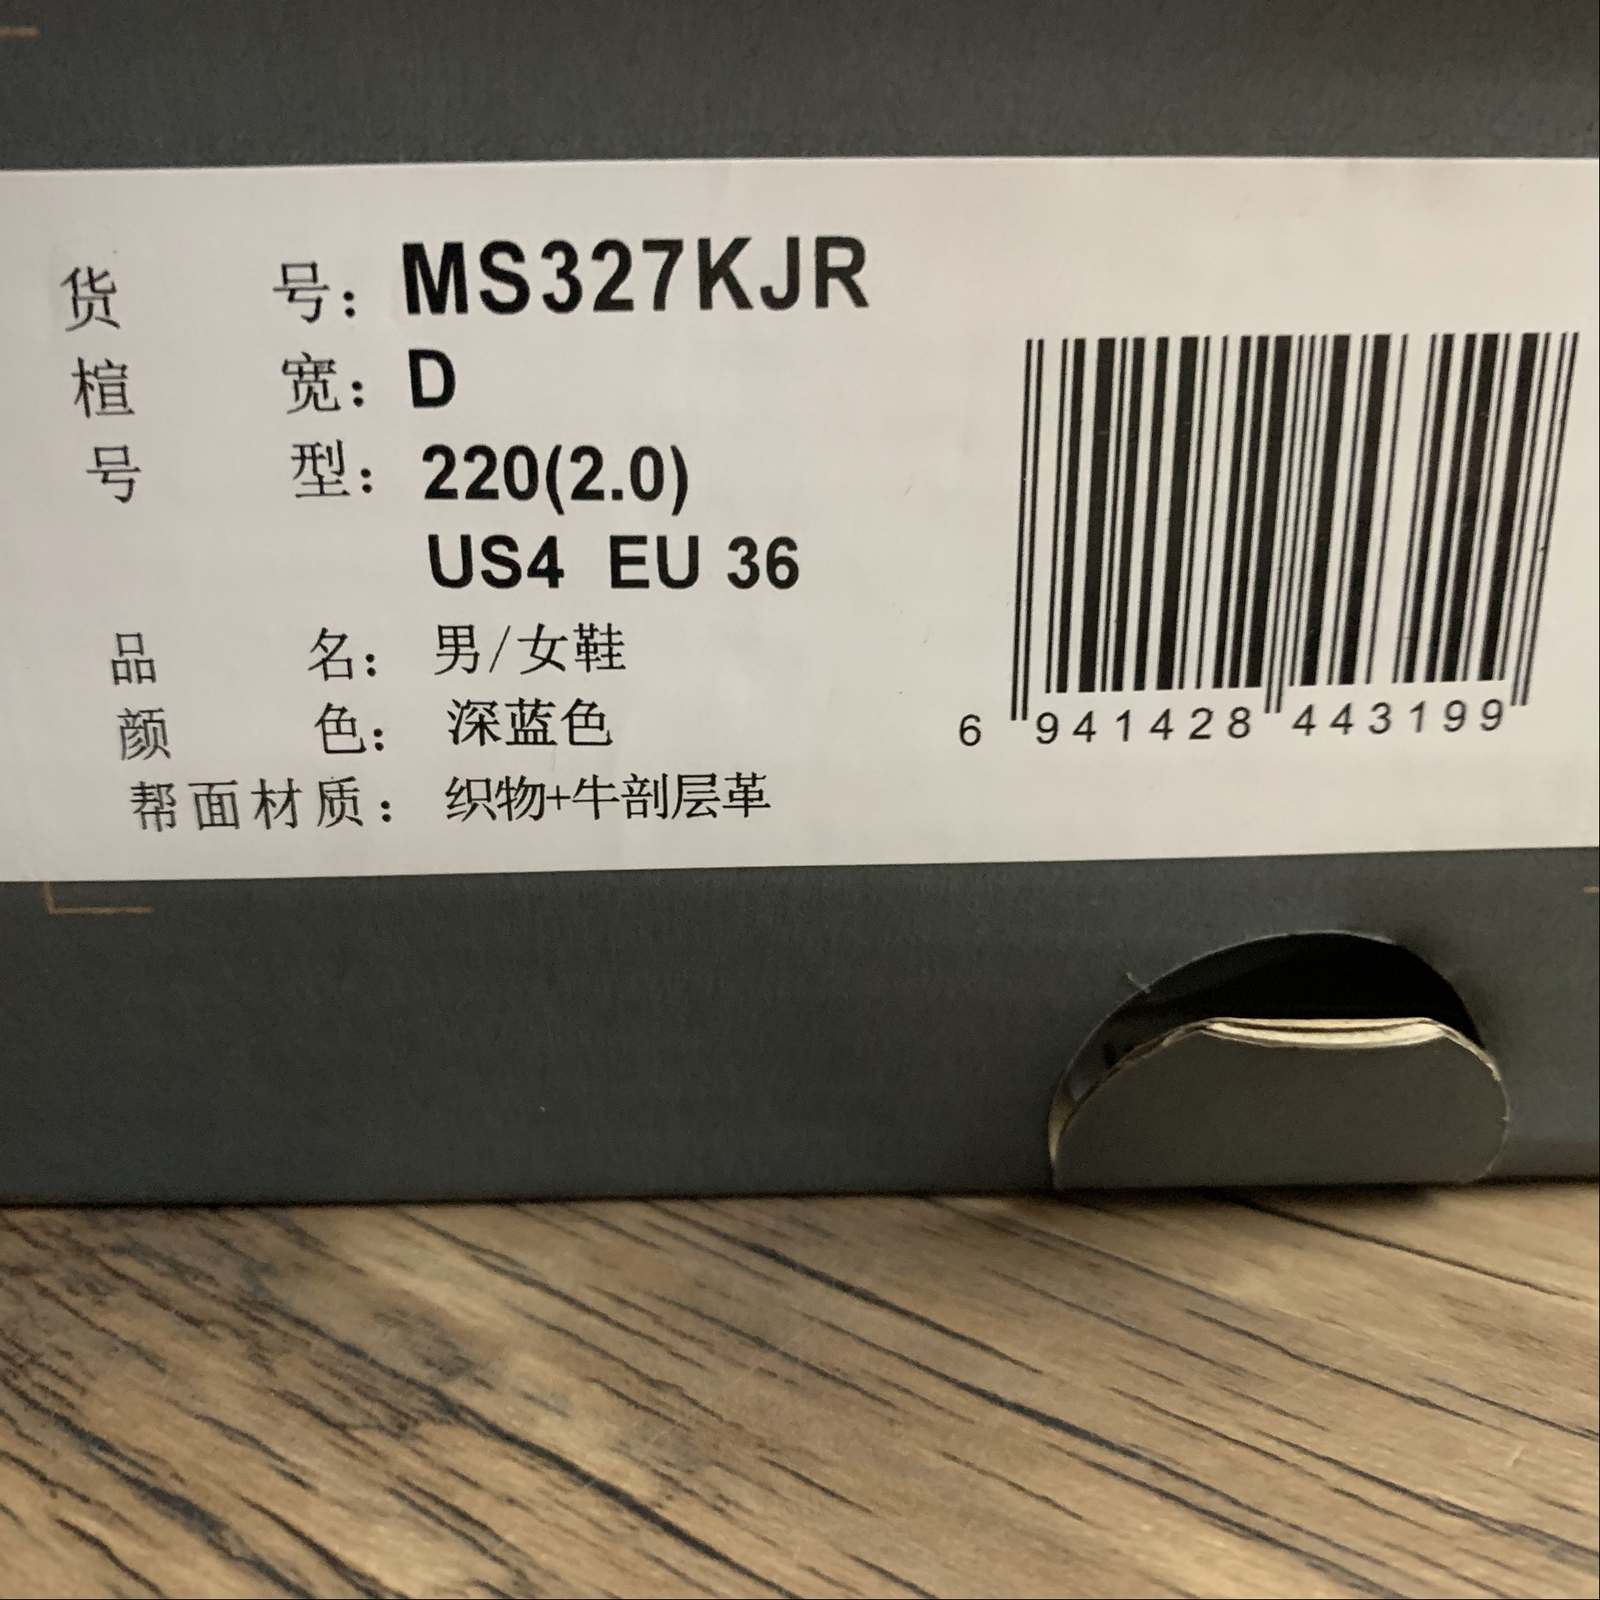 货 号：MS327KJR
楦 宽：D
号 型：220(2.0)
US4 EU 36
品 名：男/女鞋
颜 色：深蓝色
帮面材质：织物+牛剖层革
6 941428 443199